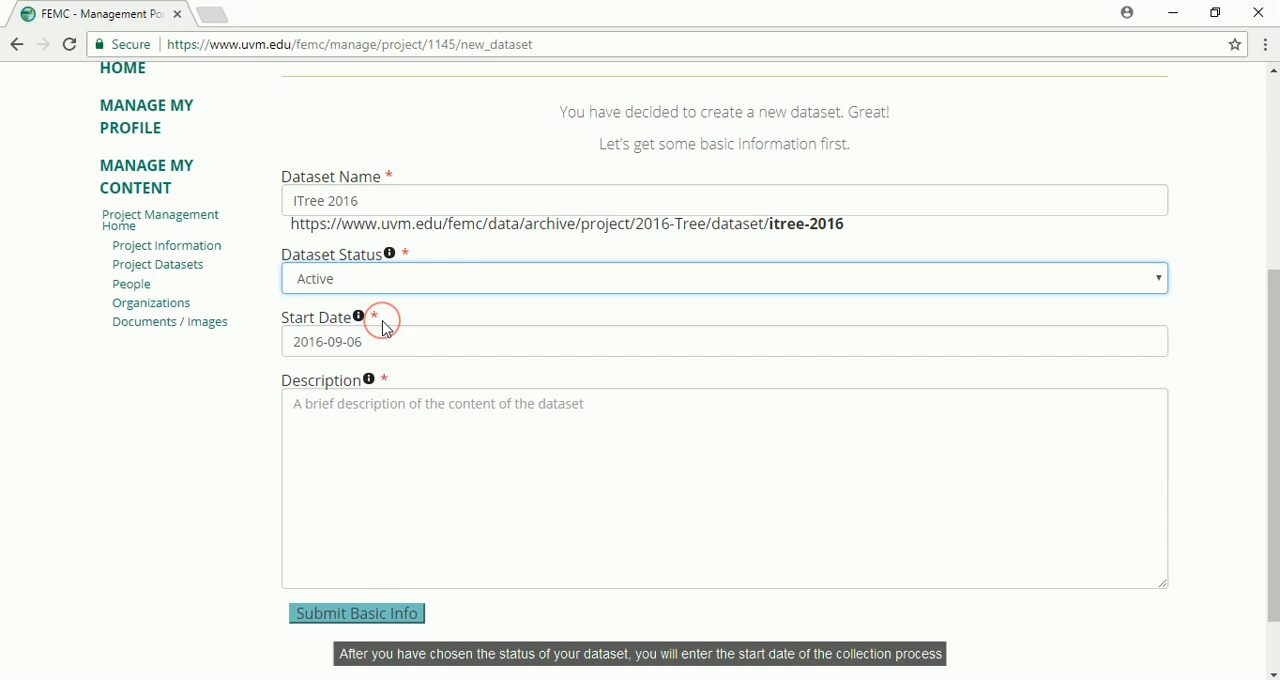 FEMC - Management Po
Secure
https://www.uvm.edu/femc/manage/project/1145/new_dataset
HOME
MANAGE MY
PROFILE
MANAGE MY
CONTENT
Project Management
Home
Project Information
Project Datasets
People
Organizations
Documents / Images
You have decided to create a new dataset. Great!
Let's get some basic information first.
Dataset Name *
ITree 2016
https://www.uvm.edu/femc/data/archive/project/2016-Tree/dataset/itree-2016
Dataset Status *
Active
Start Date *
2016-09-06
Description *
A brief description of the content of the dataset
Submit Basic Info
After you have chosen the status of your dataset, you will enter the start date of the collection process